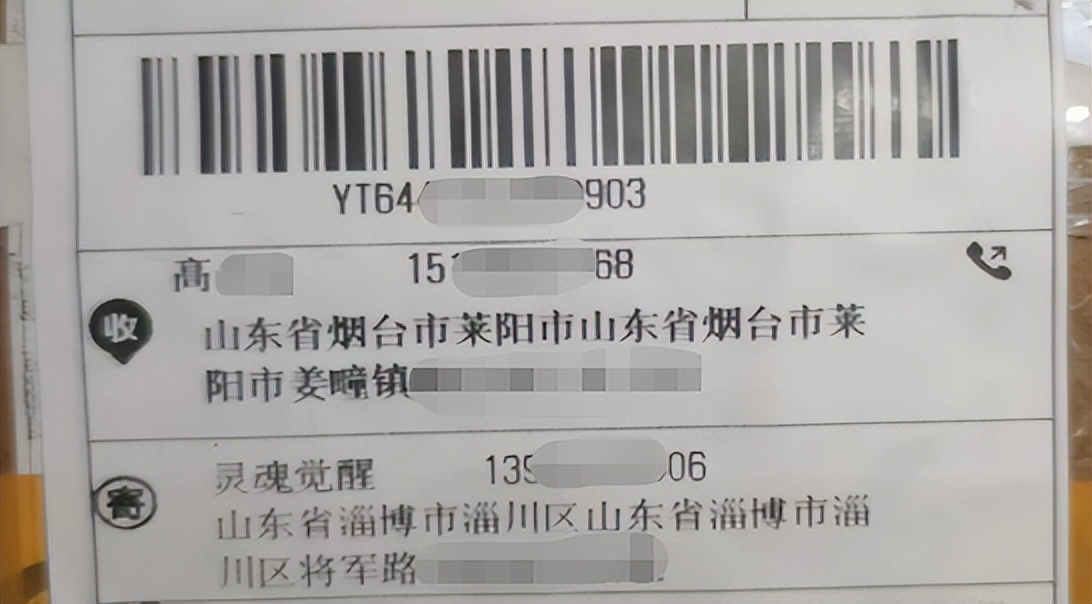 YT64 903
高 151 68
收
山东省烟台市莱阳市山东省烟台市莱
阳市姜疃镇
灵魂觉醒 139 06
寄
山东省淄博市淄川区山东省淄博市淄
川区将军路